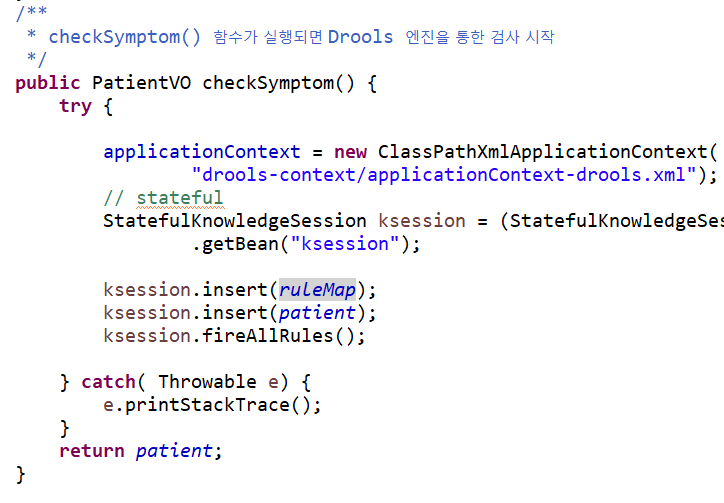 /**
* checkSymptom() 함수가 실행되면 Drools 엔진을 통한 검사 시작
*/
public PatientVO checkSymptom() {
try {
applicationContext = new ClassPathXmlApplicationContext(
"drools-context/applicationContext-drools.xml");
// stateful
StatefulKnowledgeSession ksession = (StatefulKnowledgeSes
.getBean("ksession");
ksession.insert(ruleMap);
ksession.insert(patient);
ksession.fireAllRules();
} catch( Throwable e) {
e.printStackTrace();
}
return patient;
}